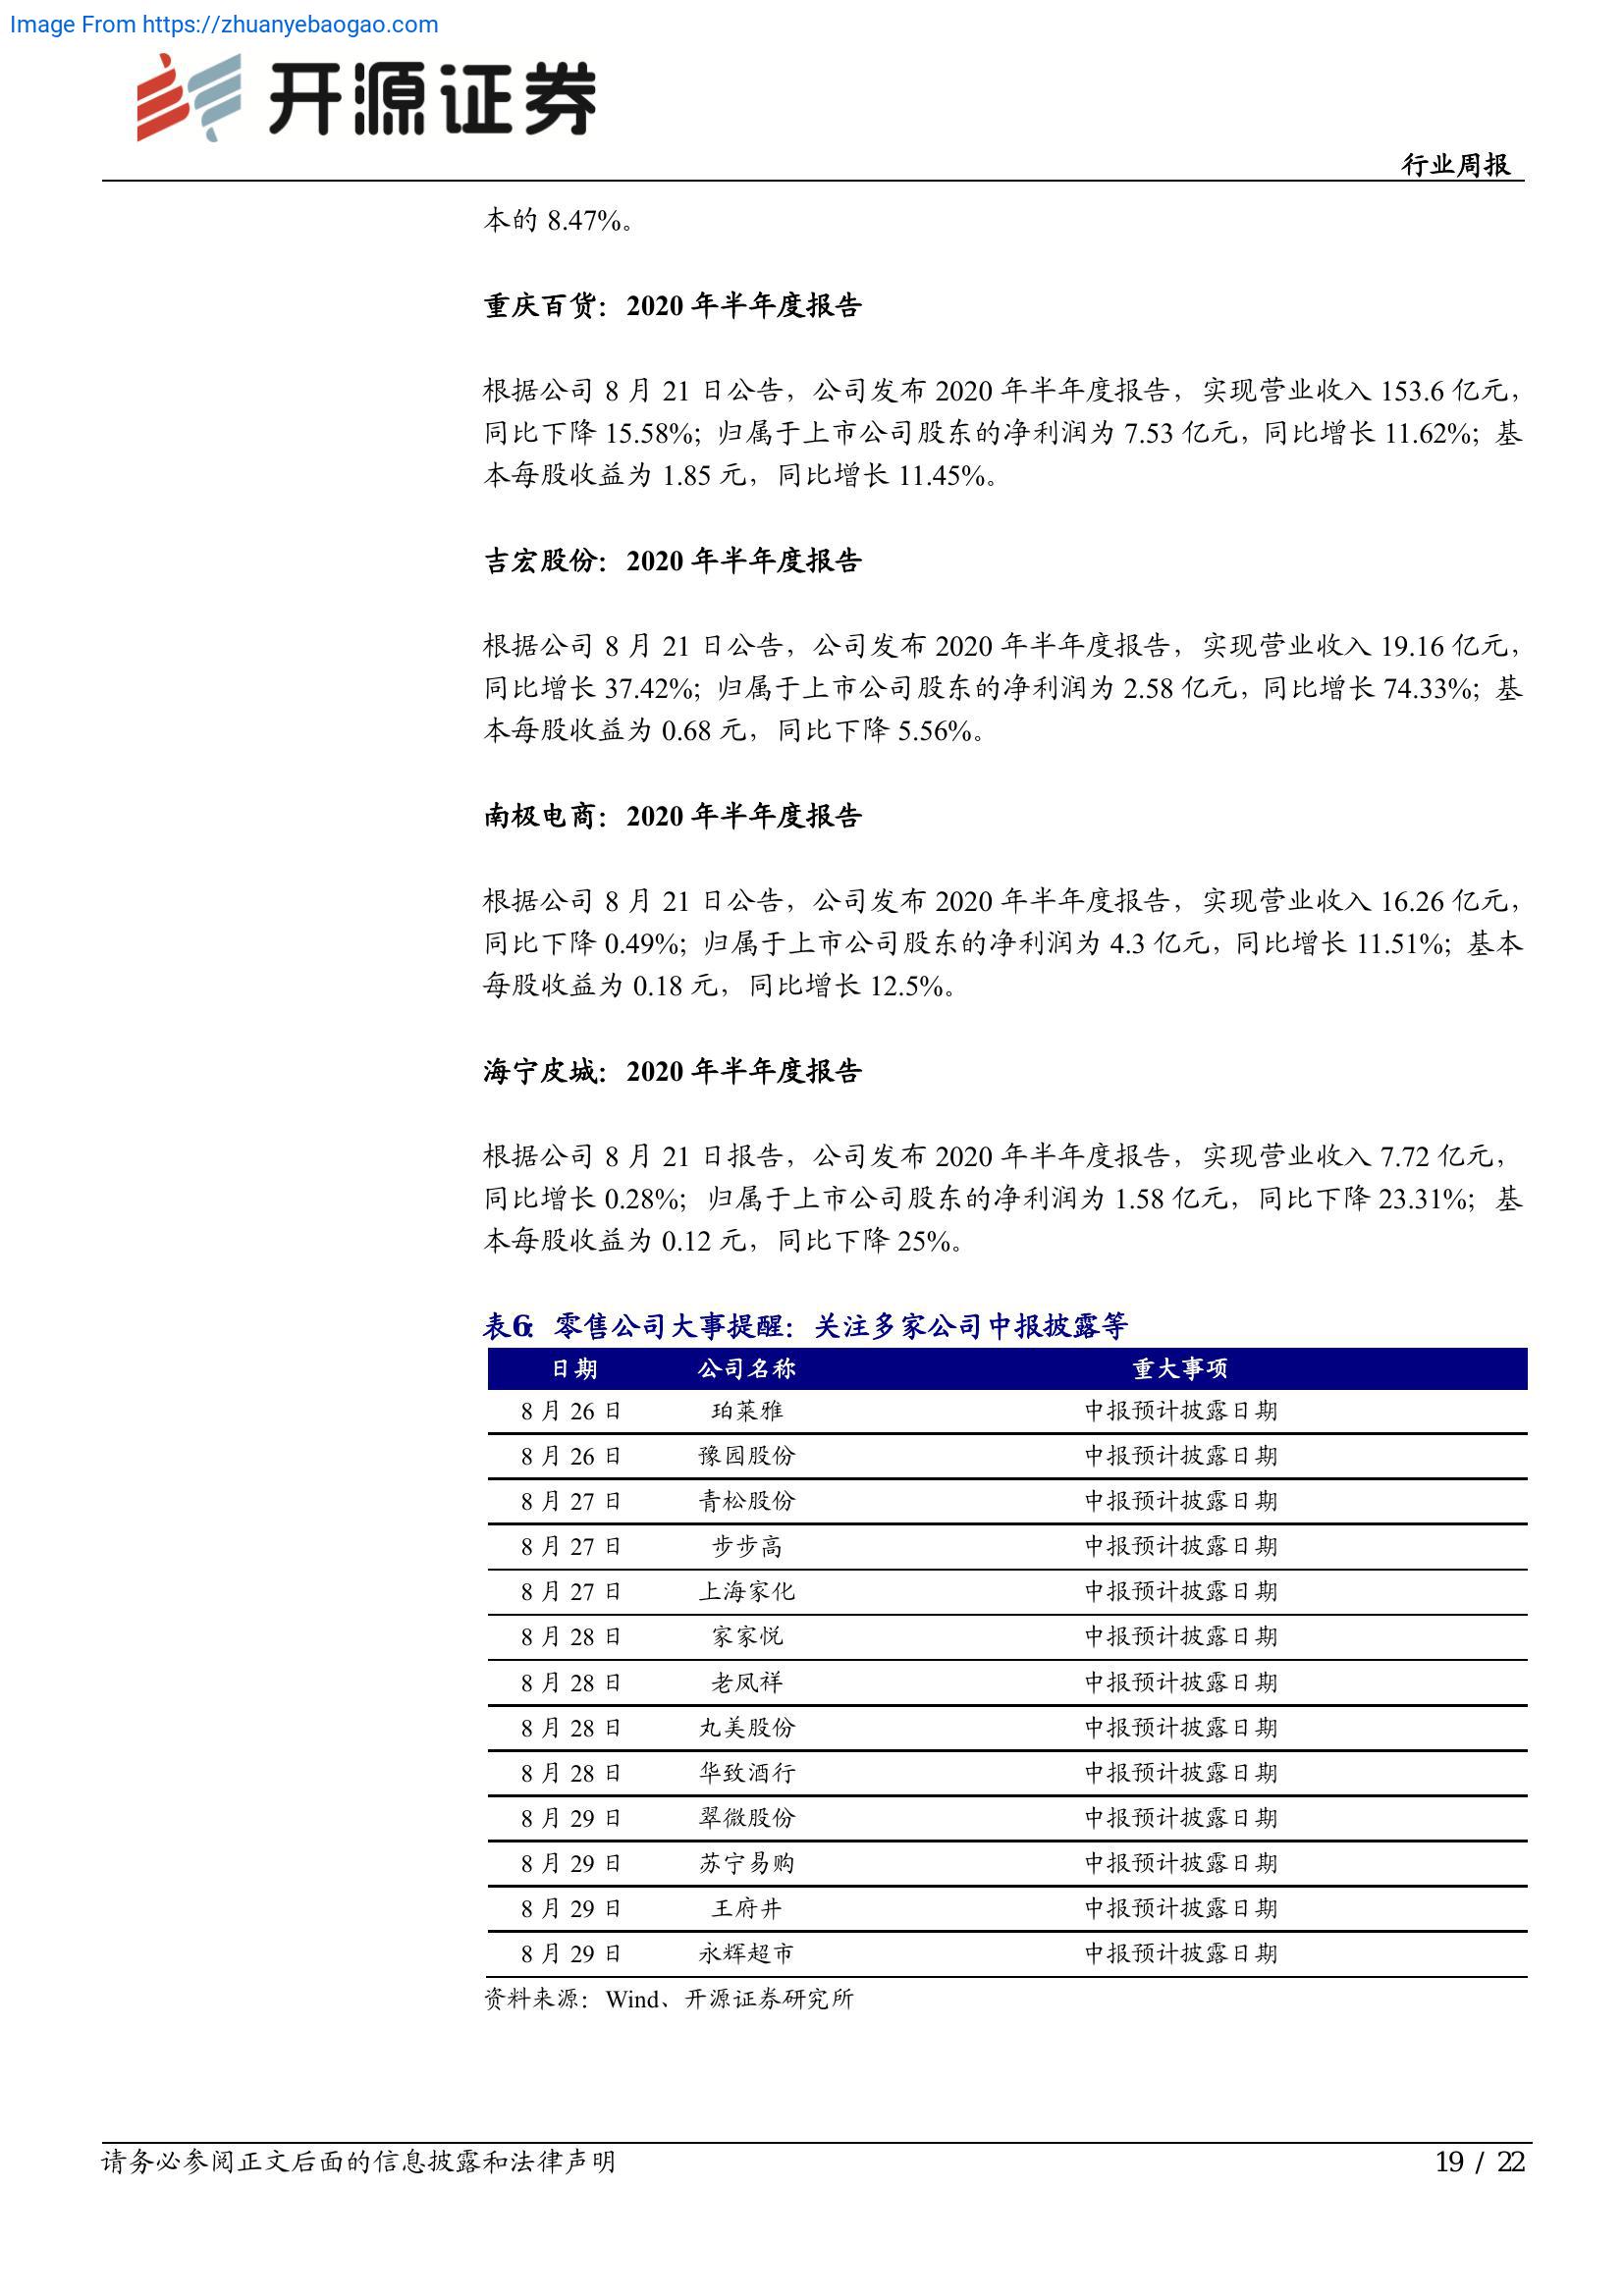 Image From https://zhuanyebaogao.com
开源证券
行业周报
本的 8.47%。
重庆百货：2020 年半年度报告
根据公司 8 月 21 日公告，公司发布 2020 年半年度报告，实现营业收入 153.6 亿元，
同比下降 15.58%；归属于上市公司股东的净利润为 7.53 亿元，同比增长 11.62%；基
本每股收益为 1.85 元，同比增长 11.45%。
吉宏股份：2020 年半年度报告
根据公司 8 月 21 日公告，公司发布 2020 年半年度报告，实现营业收入 19.16 亿元，
同比增长 37.42%；归属于上市公司股东的净利润为 2.58 亿元，同比增长 74.33%；基
本每股收益为 0.68 元，同比下降 5.56%。
南极电商：2020 年半年度报告
根据公司 8 月 21 日公告，公司发布 2020 年半年度报告，实现营业收入 16.26 亿元，
同比下降 0.49%；归属于上市公司股东的净利润为 4.3 亿元，同比增长 11.51%；基本
每股收益为 0.18 元，同比增长 12.5%。
海宁皮城：2020 年半年度报告
根据公司 8 月 21 日报告，公司发布 2020 年半年度报告，实现营业收入 7.72 亿元，
同比增长 0.28%；归属于上市公司股东的净利润为 1.58 亿元，同比下降 23.31%；基
本每股收益为 0.12 元，同比下降 25%。
表6：零售公司大事提醒：关注多家公司中报披露等
日期 公司名称 重大事项
8 月 26 日 珀莱雅 中报预计披露日期
8 月 26 日 豫园股份 中报预计披露日期
8 月 27 日 青松股份 中报预计披露日期
8 月 27 日 步步高 中报预计披露日期
8 月 27 日 上海家化 中报预计披露日期
8 月 28 日 家家悦 中报预计披露日期
8 月 28 日 老凤祥 中报预计披露日期
8 月 28 日 丸美股份 中报预计披露日期
8 月 28 日 华致酒行 中报预计披露日期
8 月 29 日 翠微股份 中报预计披露日期
8 月 29 日 苏宁易购 中报预计披露日期
8 月 29 日 王府井 中报预计披露日期
8 月 29 日 永辉超市 中报预计披露日期
资料来源：Wind、开源证券研究所
请务必参阅正文后面的信息披露和法律声明
19 / 22